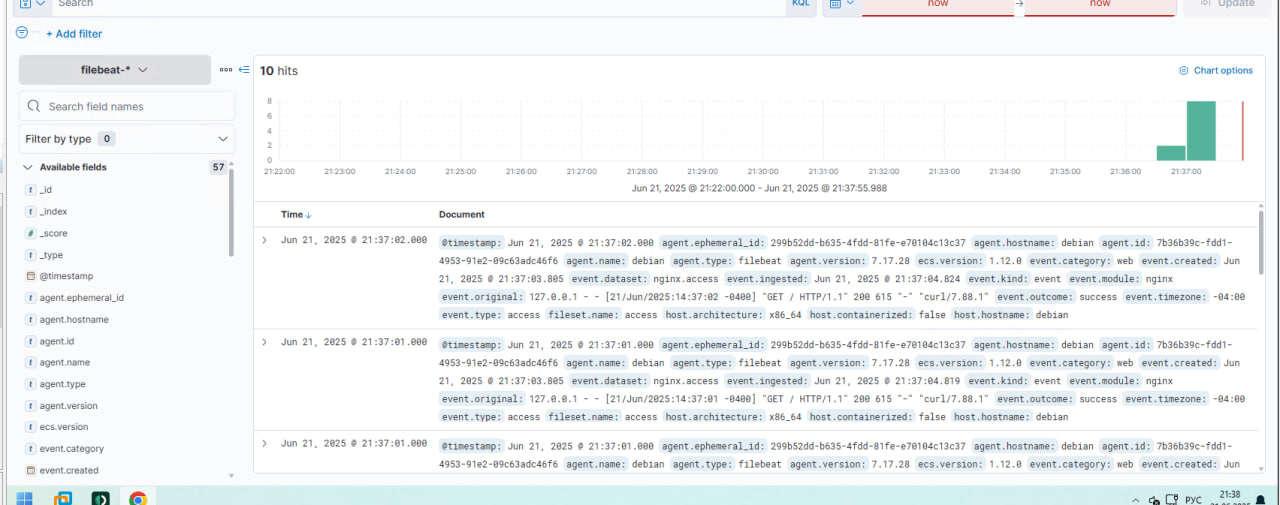 Search KQL now → now Update
+ Add filter
filebeat-*
10 hits
Chart options
Search field names
Filter by type 0
Available fields 57
_id
_index
_score
_type
@timestamp
agent.ephemeral_id
agent.hostname
agent.id
agent.name
agent.type
agent.version
ecs.version
event.category
event.created
8
6
4
2
0
21:22:00 21:23:00 21:24:00 21:25:00 21:26:00 21:27:00 21:28:00 21:29:00 21:30:00 21:31:00 21:32:00 21:33:00 21:34:00 21:35:00 21:36:00 21:37:00
Jun 21, 2025 @ 21:22:00.000 - Jun 21, 2025 @ 21:37:55.988
Time ↓ Document
Jun 21, 2025 @ 21:37:02.000 @timestamp: Jun 21, 2025 @ 21:37:02.000 agent.ephemeral_id: 299b52dd-b635-4fdd-81fe-e70104c13c37 agent.hostname: debian agent.id: 7b36b39c-fdd1-
4953-91e2-09c63adc46f6 agent.name: debian agent.type: filebeat agent.version: 7.17.28 ecs.version: 1.12.0 event.category: web event.created: Jun
21, 2025 @ 21:37:03.805 event.dataset: nginx.access event.ingested: Jun 21, 2025 @ 21:37:04.824 event.kind: event event.module: nginx
event.original: 127.0.0.1 - - [21/Jun/2025:14:37:02 -0400] "GET / HTTP/1.1" 200 615 "-" "curl/7.88.1" event.outcome: success event.timezone: -04:00
event.type: access fileset.name: access host.architecture: x86_64 host.containerized: false host.hostname: debian
Jun 21, 2025 @ 21:37:01.000 @timestamp: Jun 21, 2025 @ 21:37:01.000 agent.ephemeral_id: 299b52dd-b635-4fdd-81fe-e70104c13c37 agent.hostname: debian agent.id: 7b36b39c-fdd1-
4953-91e2-09c63adc46f6 agent.name: debian agent.type: filebeat agent.version: 7.17.28 ecs.version: 1.12.0 event.category: web event.created: Jun
21, 2025 @ 21:37:03.805 event.dataset: nginx.access event.ingested: Jun 21, 2025 @ 21:37:04.819 event.kind: event event.module: nginx
event.original: 127.0.0.1 - - [21/Jun/2025:14:37:01 -0400] "GET / HTTP/1.1" 200 615 "-" "curl/7.88.1" event.outcome: success event.timezone: -04:00
event.type: access fileset.name: access host.architecture: x86_64 host.containerized: false host.hostname: debian
Jun 21, 2025 @ 21:37:01.000 @timestamp: Jun 21, 2025 @ 21:37:01.000 agent.ephemeral_id: 299b52dd-b635-4fdd-81fe-e70104c13c37 agent.hostname: debian agent.id: 7b36b39c-fdd1-
4953-91e2-09c63adc46f6 agent.name: debian agent.type: filebeat agent.version: 7.17.28 ecs.version: 1.12.0 event.category: web event.created: Jun
РУС 21:38